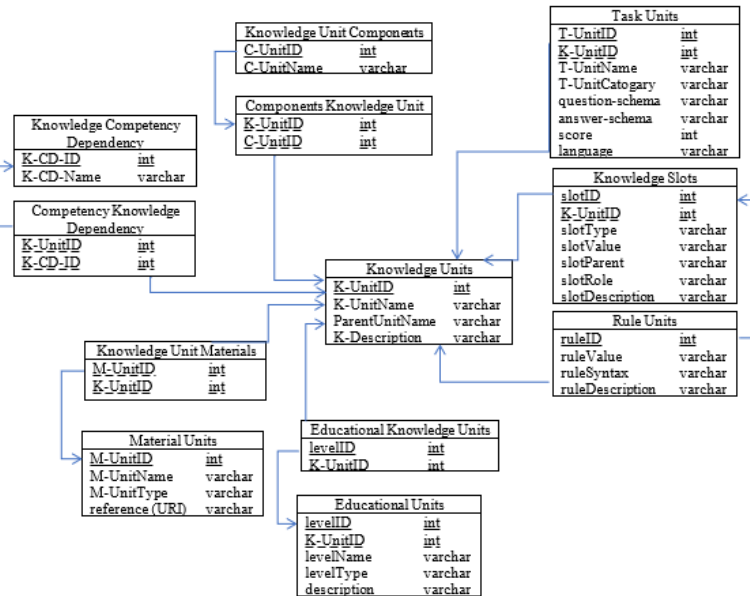 Knowledge Unit Components
C-UnitID int
C-UnitName varchar
Components Knowledge Unit
K-UnitID int
C-UnitID int
Task Units
T-UnitID int
K-UnitID int
T-UnitName varchar
T-UnitCatogary varchar
question-schema varchar
answer-schema varchar
score int
language varchar
Knowledge Competency
Dependency
K-CD-ID int
K-CD-Name varchar
Competency Knowledge
Dependency
K-UnitID int
K-CD-ID int
Knowledge Slots
slotID int
K-UnitID int
slotType varchar
slotValue varchar
slotParent varchar
slotRole varchar
slotDescription varchar
Knowledge Units
K-UnitID int
K-UnitName varchar
ParentUnitName varchar
K-Description varchar
Rule Units
ruleID int
ruleValue varchar
ruleSyntax varchar
ruleDescription varchar
Knowledge Unit Materials
M-UnitID int
K-UnitID int
Material Units
M-UnitID int
M-UnitName varchar
M-UnitType varchar
reference (URI) varchar
Educational Knowledge Units
levelID int
K-UnitID int
Educational Units
levelID int
K-UnitID int
levelName varchar
levelType varchar
description varchar